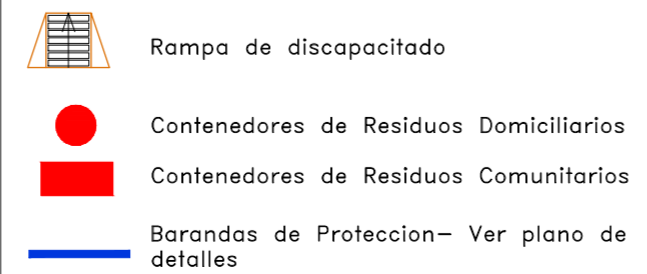 Rampa de discapacitado
Contenedores de Residuos Domiciliarios
Contenedores de Residuos Comunitarios
Barandas de Proteccion- Ver plano de
detalles